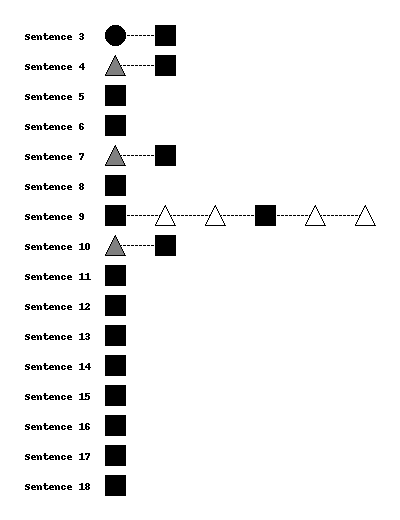 Sentence 3
Sentence 4
Sentence 5
Sentence 6
Sentence 7
Sentence 8
Sentence 9
Sentence 10
Sentence 11
Sentence 12
Sentence 13
Sentence 14
Sentence 15
Sentence 16
Sentence 17
Sentence 18